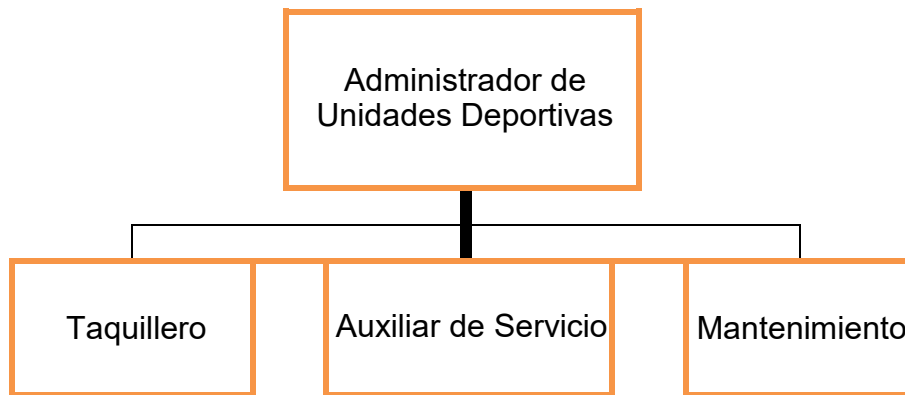 Administrador de
Unidades Deportivas
Taquillero
Auxiliar de Servicio
Mantenimiento